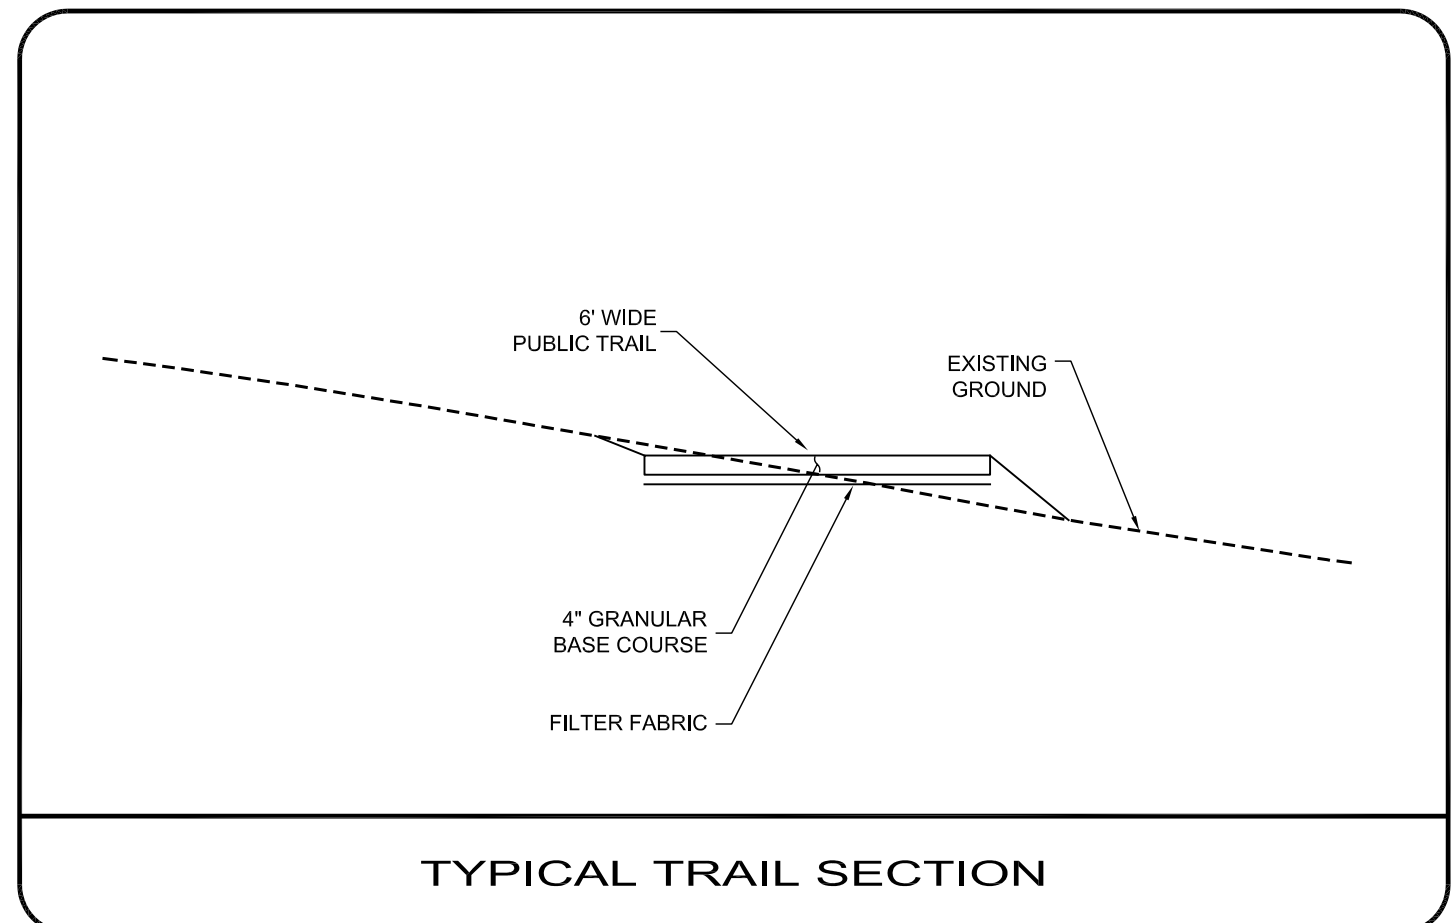 6' WIDE
PUBLIC TRAIL
EXISTING
GROUND
4" GRANULAR
BASE COURSE
FILTER FABRIC
TYPICAL TRAIL SECTION